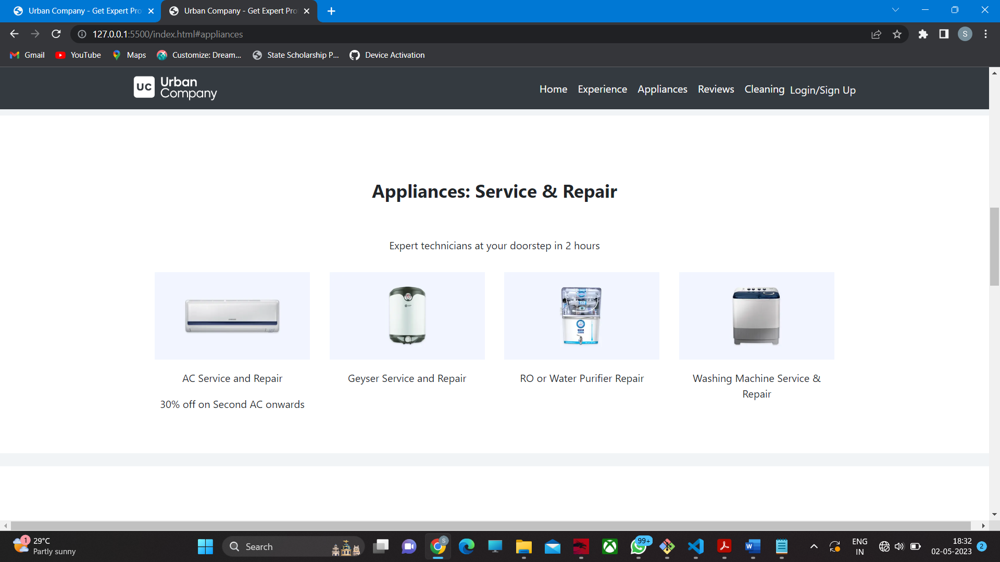 Urban Company - Get Expert Pro
Urban Company - Get Expert Pro
127.0.0.1:5500/index.html#appliances
S
Gmail
YouTube
Maps
Customize: Dream...
State Scholarship P...
Device Activation
UC Urban Company
Home
Experience
Appliances
Reviews
Cleaning
Login/Sign Up
Appliances: Service & Repair
Expert technicians at your doorstep in 2 hours
AC Service and Repair
30% off on Second AC onwards
Geyser Service and Repair
RO or Water Purifier Repair
Washing Machine Service &
Repair
1
29°C
Partly sunny
Search
S
99+
W
ENG
IN
18:32
02-05-2023
2